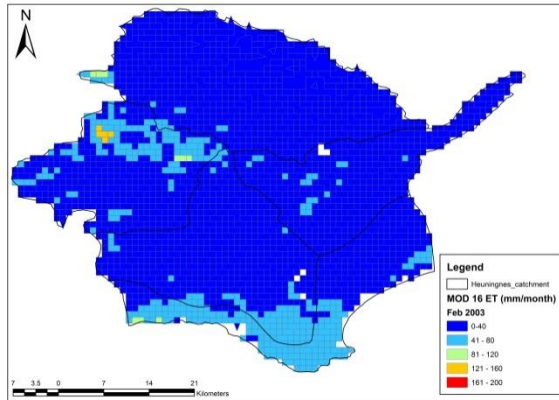 N
Legend
Heuningnes_catchment
MOD 16 ET (mm/month)
Feb 2003
0-40
41 - 80
81 - 120
121 - 160
161 - 200
7 3.5 0 7 14 21
Kilometers